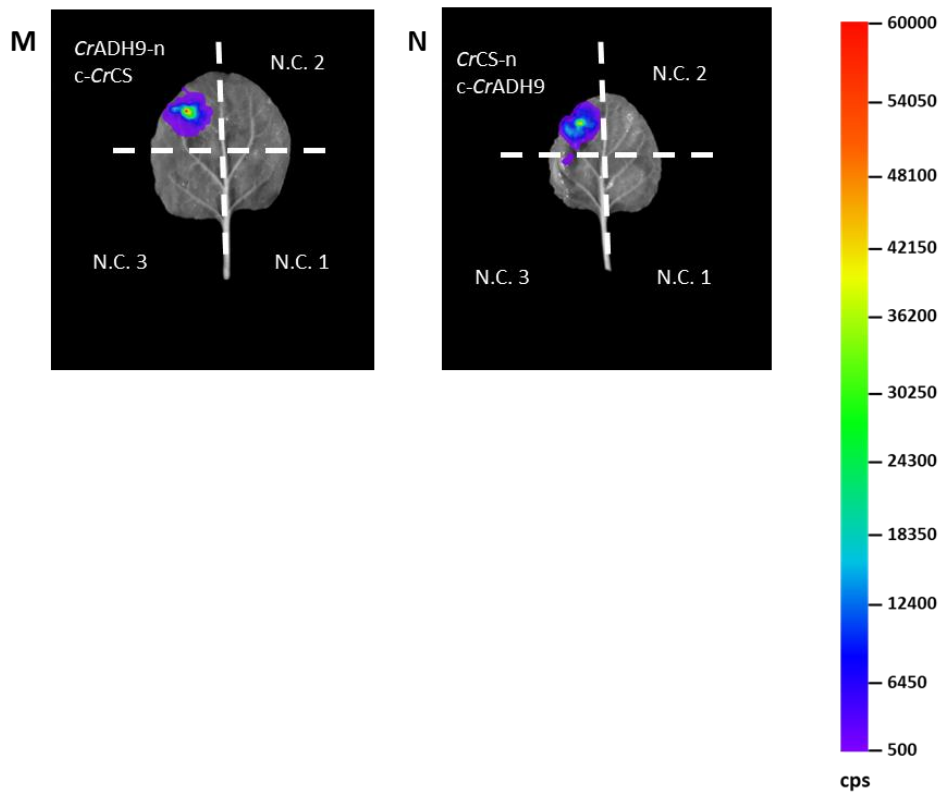 M
CrADH9-n
c-CrCS
N.C. 2
N.C. 3
N.C. 1
N
CrCS-n
c-CrADH9
N.C. 2
N.C. 3
N.C. 1
60000
54050
48100
42150
36200
30250
24300
18350
12400
6450
500
cps